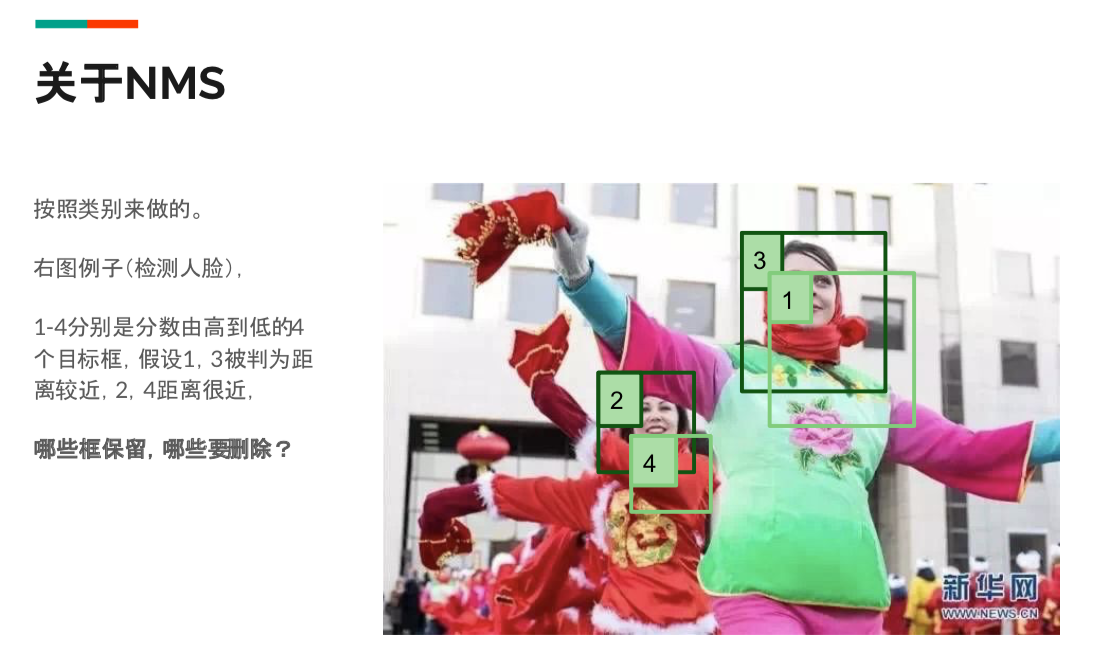 关于NMS
按照类别来做的。
右图例子（检测人脸），
1-4分别是分数由高到低的4
个目标框，假设1，3被判为距
离较近，2，4距离很近，
哪些框保留，哪些要删除？
3
1
2
4
新华网
WWW.NEWS.CN